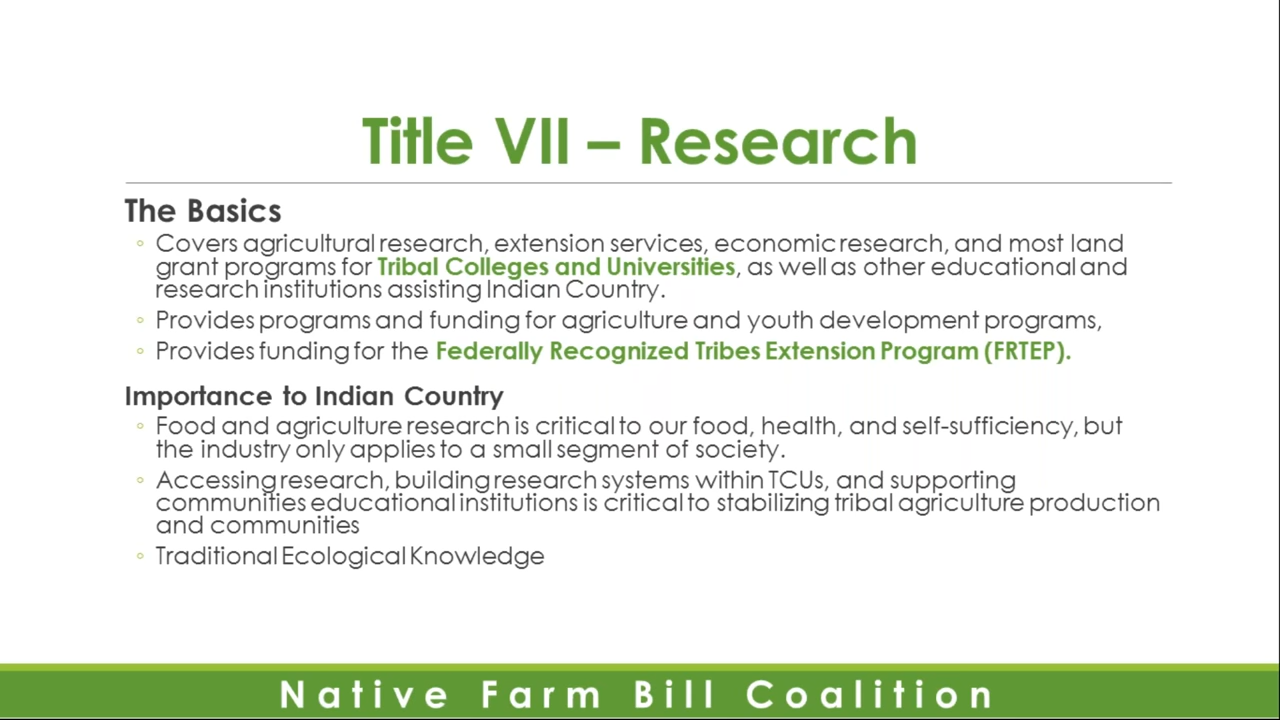 Title VII – Research
The Basics
◦ Covers agricultural research, extension services, economic research, and most land
grant programs for Tribal Colleges and Universities, as well as other educational and
research institutions assisting Indian Country.
◦ Provides programs and funding for agriculture and youth development programs,
◦ Provides funding for the Federally Recognized Tribes Extension Program (FRTEP).
Importance to Indian Country
◦ Food and agriculture research is critical to our food, health, and self-sufficiency, but
the industry only applies to a small segment of society.
◦ Accessing research, building research systems within TCUs, and supporting
communities educational institutions is critical to stabilizing tribal agriculture production
and communities
◦ Traditional Ecological Knowledge
Native Farm Bill Coalition